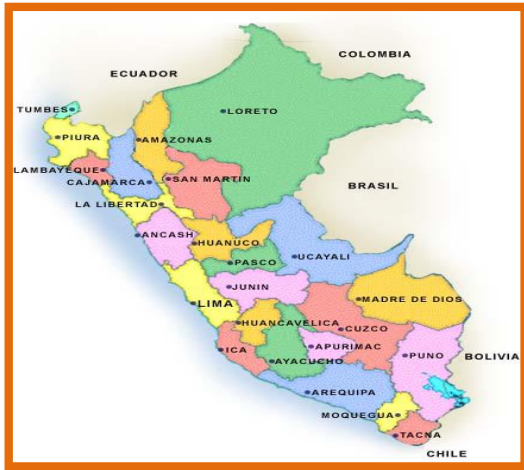 COLOMBIA
ECUADOR
TUMBES
LORETO
PIURA
AMAZONAS
LAMBAYEQUE
SAN MARTIN
CAJAMARCA
BRASIL
LA LIBERTAD
ANCASH
HUANUCO
UCAYALI
PASCO
JUNIN
MADRE DE DIOS
LIMA
HUANCAVELICA
CUZCO
APURIMAC
ICA
PUNO
BOLIVIA
AYACUCHO
AREQUIPA
MOQUEGUA
TACNA
CHILE